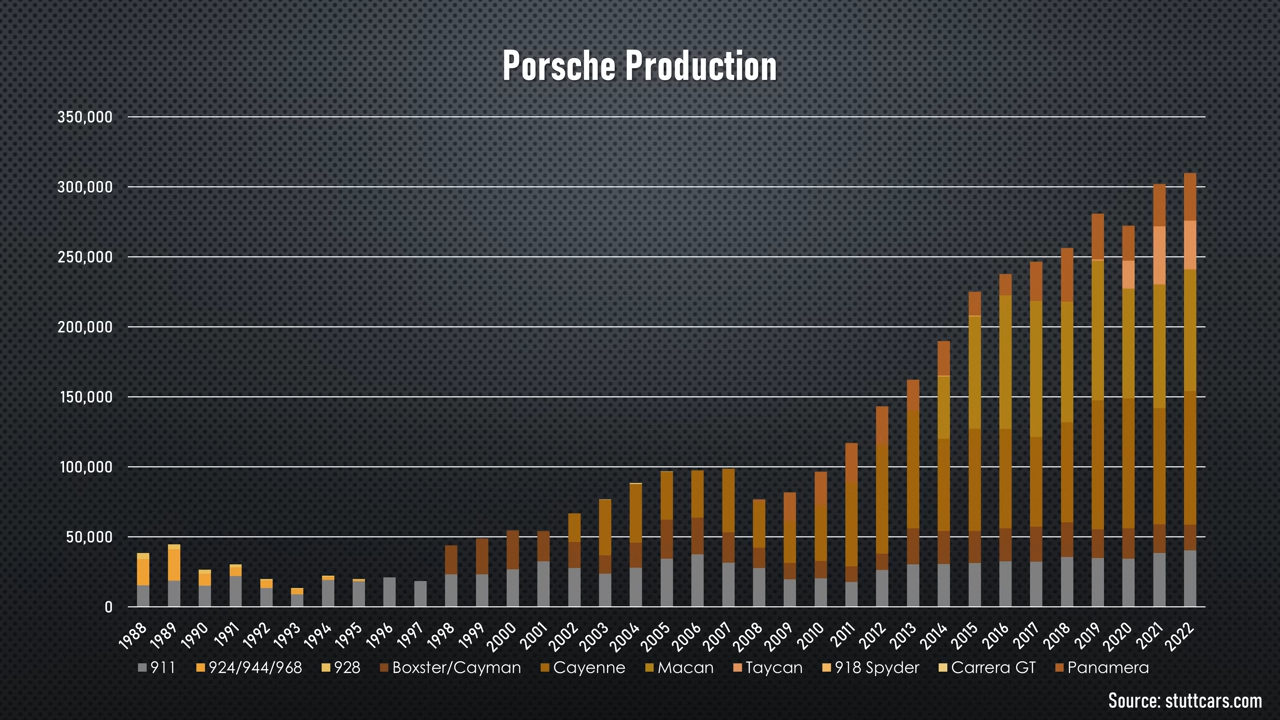 Porsche Production
350,000
300,000
250,000
200,000
150,000
100,000
50,000
0
1988 1989 1990 1991 1992 1993 1994 1995 1996 1997 1998 1999 2000 2001 2002 2003 2004 2005 2006 2007 2008 2009 2010 2011 2012 2013 2014 2015 2016 2017 2018 2019 2020 2021 2022
911 924/944/968 928 Boxster/Cayman Cayenne Macan Taycan 918 Spyder Carrera GT Panamera
Source: stuttcars.com